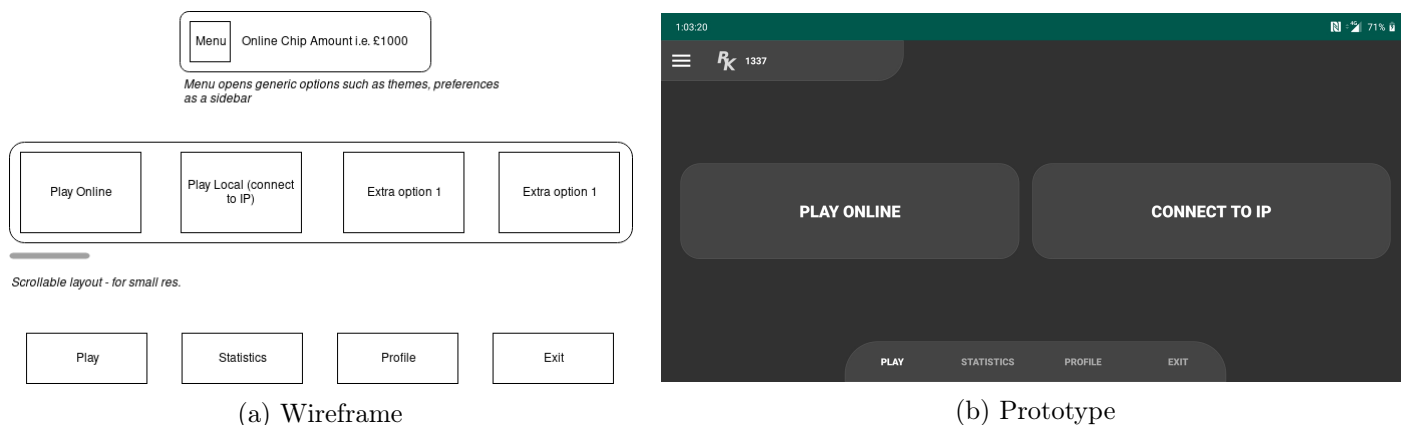 Menu
Online Chip Amount i.e. £1000
Menu opens generic options such as themes, preferences
as a sidebar
Play Online
Play Local (connect
to IP)
Extra option 1
Extra option 1
Scrollable layout - for small res.
Play
Statistics
Profile
Exit
(a) Wireframe
1:03:20
4G
71%
RK
1337
PLAY ONLINE
CONNECT TO IP
PLAY
STATISTICS
PROFILE
EXIT
(b) Prototype